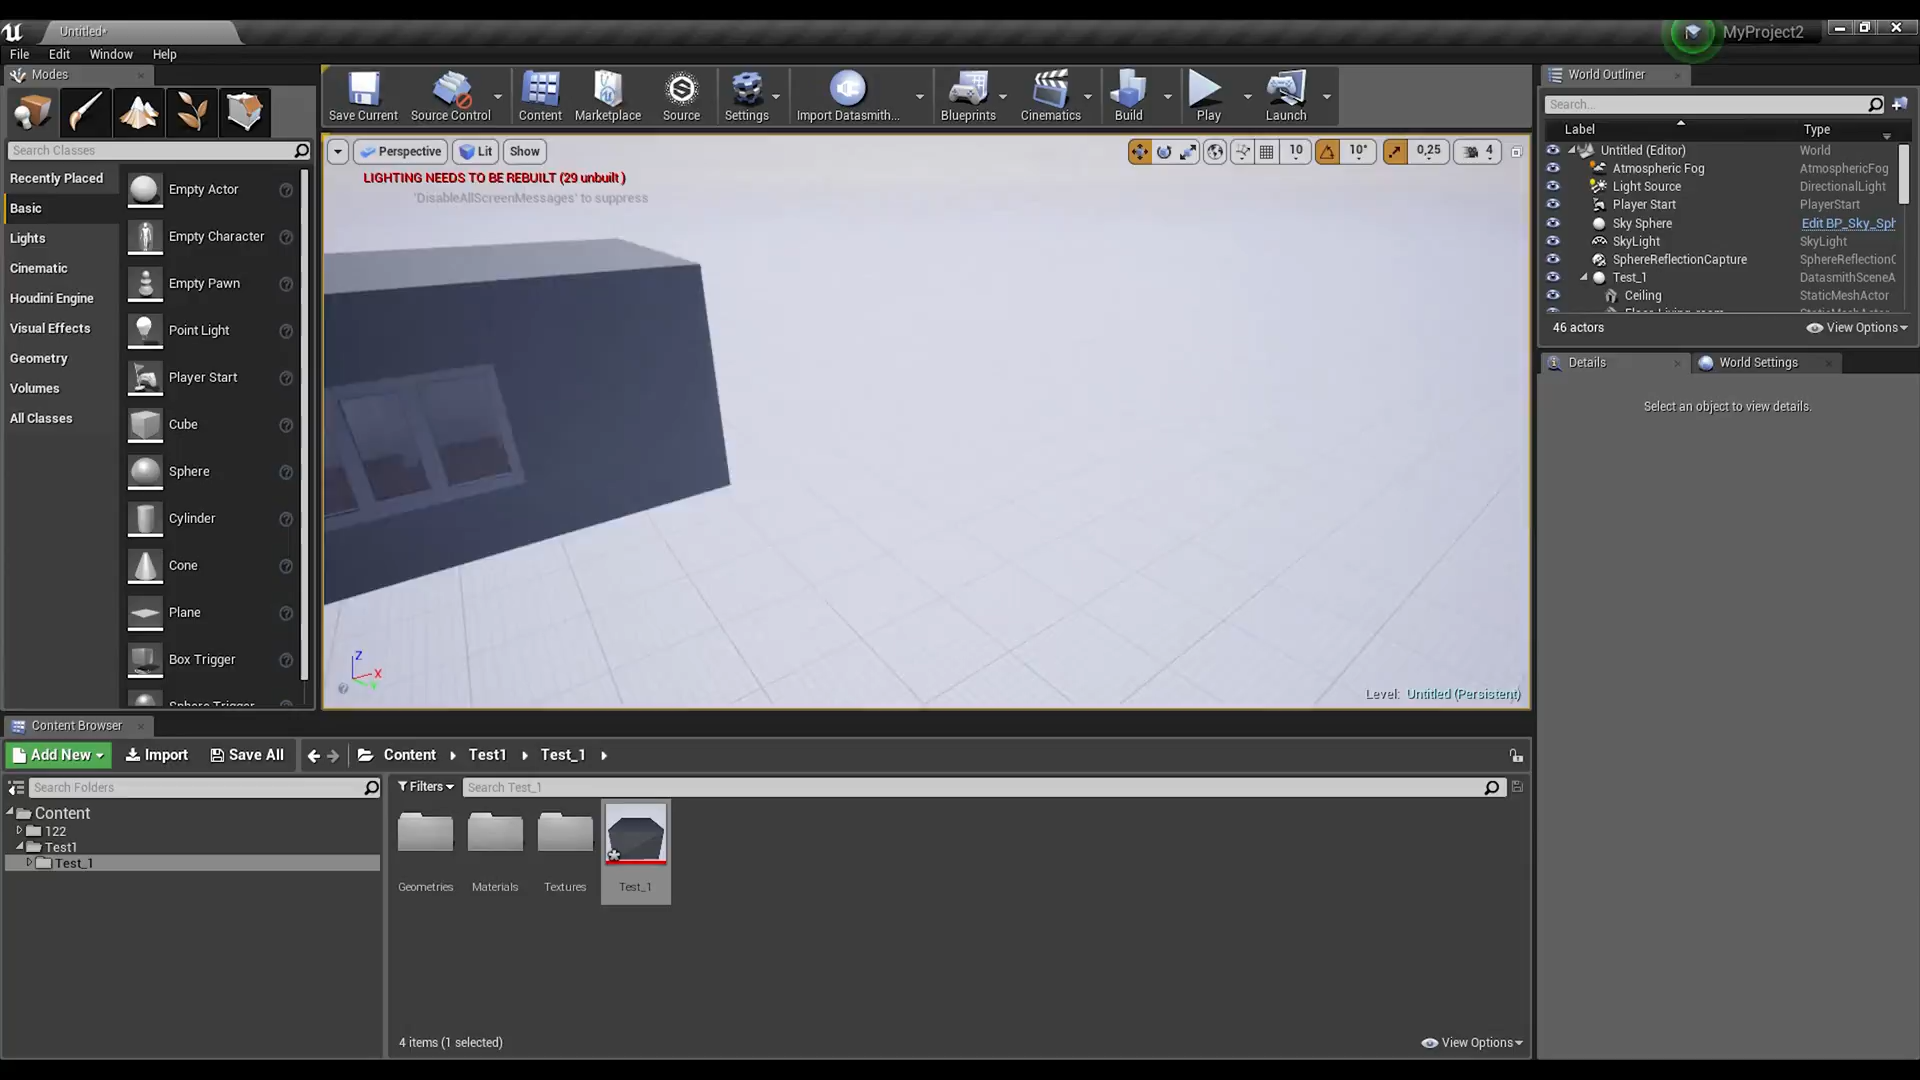 Untitled*
MyProject2
File Edit Window Help
Modes
Search Classes
Recently Placed
Basic
Lights
Cinematic
Houdini Engine
Visual Effects
Geometry
Volumes
All Classes
Empty Actor
Empty Character
Empty Pawn
Point Light
Player Start
Cube
Sphere
Cylinder
Cone
Plane
Box Trigger
Sphere Trigger
Save Current Source Control Content Marketplace Source Settings Import Datasmith... Blueprints Cinematics Build Play Launch
Perspective Lit Show
10 10° 0,25 4
LIGHTING NEEDS TO BE REBUILT (29 unbuilt )
'DisableAllScreenMessages' to suppress
Z
X
Level: Untitled (Persistent)
World Outliner
Search...
Label Type
Untitled (Editor) World
Atmospheric Fog AtmosphericFog
Light Source DirectionalLight
Player Start PlayerStart
Sky Sphere Edit BP_Sky_Sph
SkyLight SkyLight
SphereReflectionCapture SphereReflectionC
Test_1 DatasmithSceneA
Ceiling StaticMeshActor
46 actors View Options
Details World Settings
Select an object to view details.
Content Browser
Add New Import Save All Content Test1 Test_1
Search Folders
Content
122
Test1
Test_1
Filters Search Test_1
Geometries Materials Textures Test_1
4 items (1 selected) View Options